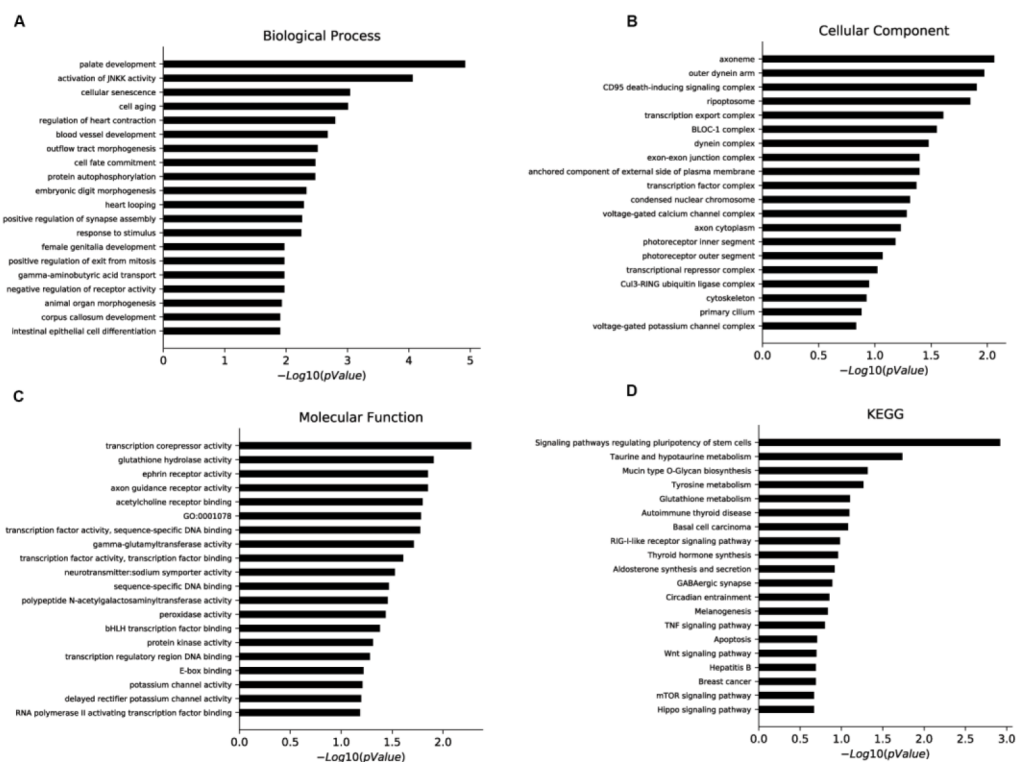 A
Biological Process
palate development
activation of JNKK activity
cellular senescence
cell aging
regulation of heart contraction
blood vessel development
outflow tract morphogenesis
cell fate commitment
protein autophosphorylation
embryonic digit morphogenesis
heart looping
positive regulation of synapse assembly
response to stimulus
female genitalia development
positive regulation of exit from mitosis
gamma-aminobutyric acid transport
negative regulation of receptor activity
animal organ morphogenesis
corpus callosum development
intestinal epithelial cell differentiation
0 1 2 3 4 5
−Log10(pValue)
B
Cellular Component
axoneme
outer dynein arm
CD95 death-inducing signaling complex
ripoptosome
transcription export complex
BLOC-1 complex
dynein complex
exon-exon junction complex
anchored component of external side of plasma membrane
transcription factor complex
condensed nuclear chromosome
voltage-gated calcium channel complex
axon cytoplasm
photoreceptor inner segment
photoreceptor outer segment
transcriptional repressor complex
Cul3-RING ubiquitin ligase complex
cytoskeleton
primary cilium
voltage-gated potassium channel complex
0.0 0.5 1.0 1.5 2.0
−Log10(pValue)
C
Molecular Function
transcription corepressor activity
glutathione hydrolase activity
ephrin receptor activity
axon guidance receptor activity
acetylcholine receptor binding
GO:0001078
transcription factor activity, sequence-specific DNA binding
gamma-glutamyltransferase activity
transcription factor activity, transcription factor binding
neurotransmitter:sodium symporter activity
sequence-specific DNA binding
polypeptide N-acetylgalactosaminyltransferase activity
peroxidase activity
bHLH transcription factor binding
protein kinase activity
transcription regulatory region DNA binding
E-box binding
potassium channel activity
delayed rectifier potassium channel activity
RNA polymerase II activating transcription factor binding
0.0 0.5 1.0 1.5 2.0
−Log10(pValue)
D
KEGG
Signaling pathways regulating pluripotency of stem cells
Taurine and hypotaurine metabolism
Mucin type O-Glycan biosynthesis
Tyrosine metabolism
Glutathione metabolism
Autoimmune thyroid disease
Basal cell carcinoma
RIG-I-like receptor signaling pathway
Thyroid hormone synthesis
Aldosterone synthesis and secretion
GABAergic synapse
Circadian entrainment
Melanogenesis
TNF signaling pathway
Apoptosis
Wnt signaling pathway
Hepatitis B
Breast cancer
mTOR signaling pathway
Hippo signaling pathway
0.0 0.5 1.0 1.5 2.0 2.5 3.0
−Log10(pValue)